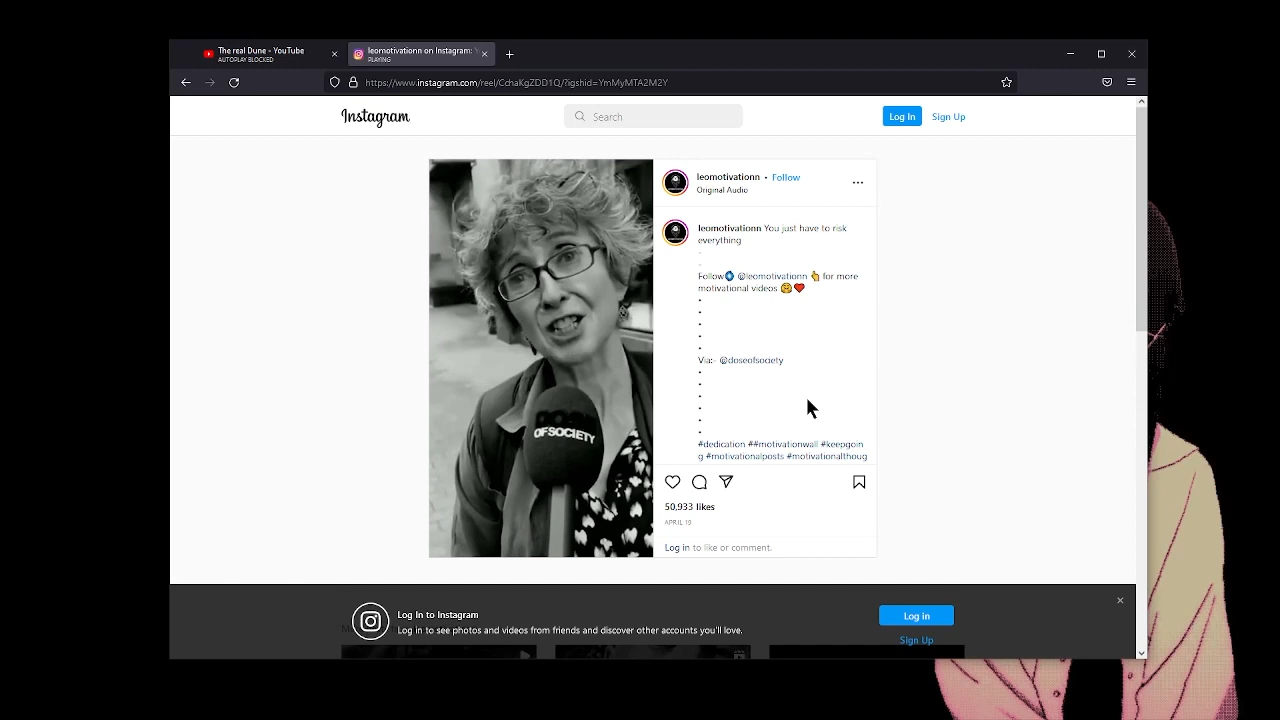 The real Dune - YouTube
AUTOPLAY BLOCKED
leomotivationn on Instagram:
PLAYING
https://www.instagram.com/reel/CchaKgZDD1Q/?igshid=YmMyMTA2M2Y
Instagram
Search
Log In
Sign Up
leomotivationn • Follow
Original Audio
leomotivationn You just have to risk
everything
Follow🧿 @leomotivationn 👆 for more
motivational videos 🤗❤️
Via:- @doseofsociety
#dedication ##motivationwall #keepgoin
g #motivationalposts #motivationalthoug
OFSOCIETY
50,933 likes
APRIL 19
Log in to like or comment.
Log In to Instagram
Log in to see photos and videos from friends and discover other accounts you'll love.
Log in
Sign Up